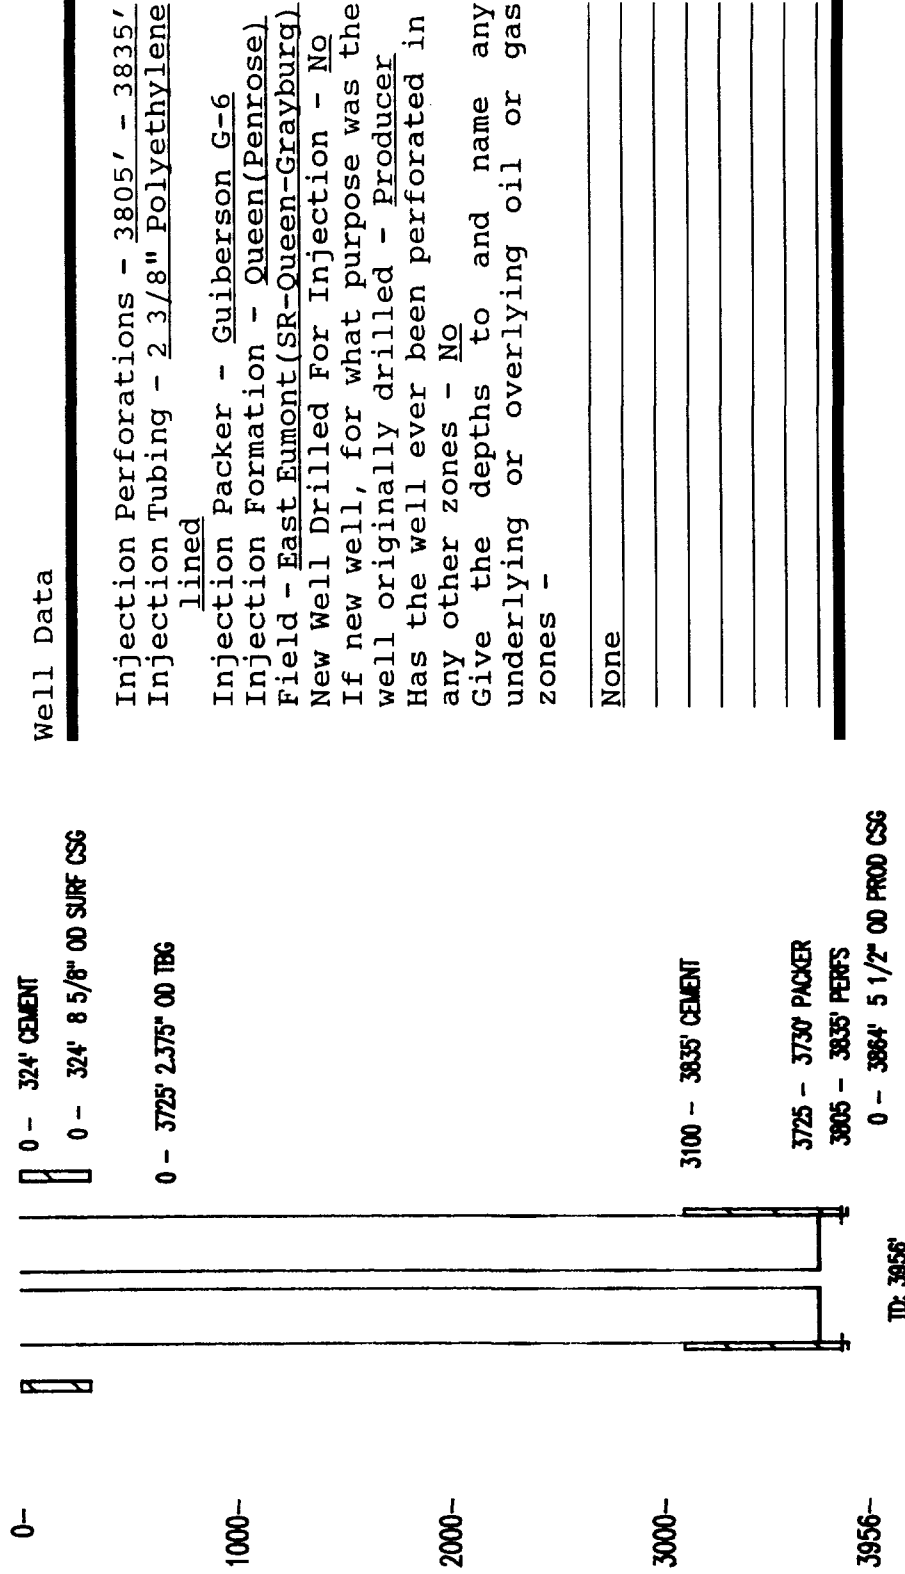 Well Data
Injection Perforations - 3805' - 3835'
Injection Tubing - 2 3/8" Polyethylene
lined
Injection Packer - Guiberson G-6
Injection Formation - Queen(Penrose)
Field - East Eumont(SR-Queen-Grayburg)
New Well Drilled For Injection - No
If new well, for what purpose was the
well originally drilled - Producer
Has the well ever been perforated in
any other zones - No
Give the depths to and name any
underlying or overlying oil or gas
zones -
None
0 - 324' CEMENT
0 - 324' 8 5/8" OD SURF CSG
0 - 3725' 2.375" OD TBG
3100 - 3835' CEMENT
3725 - 3730' PACKER
3805 - 3835' PERFS
0 - 3864' 5 1/2" OD PROD CSG
TD: 3956'
0-
1000-
2000-
3000-
3956-